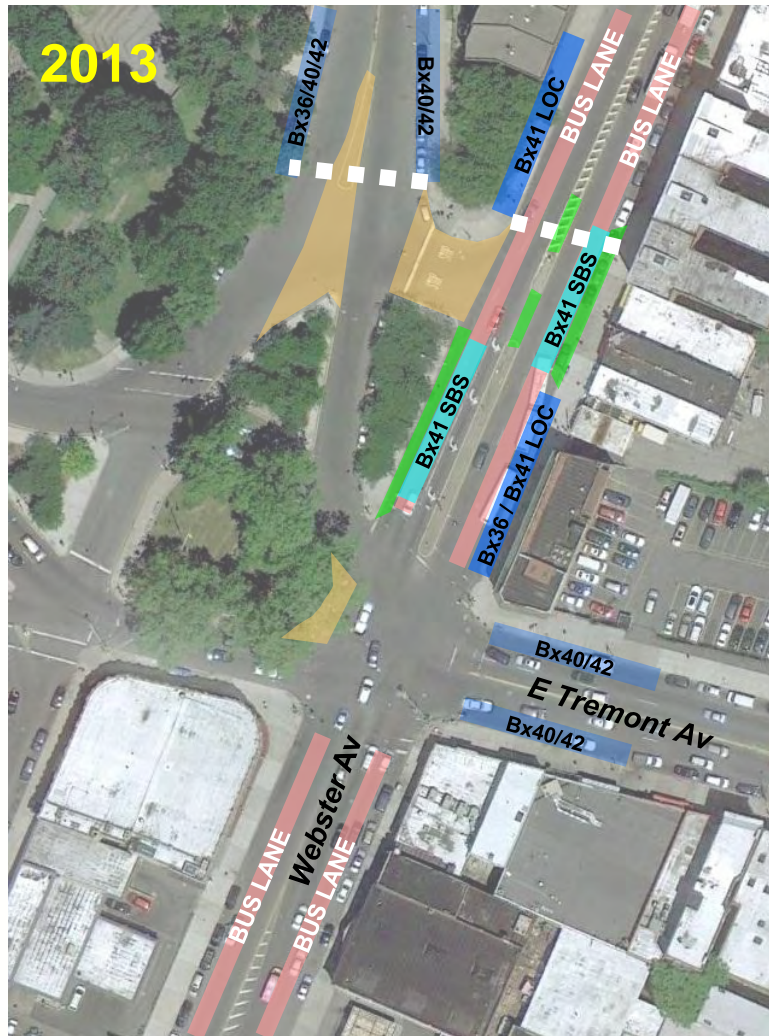 2013
Bx36/40/42
Bx40/42
Bx41 LOC
BUS LANE
BUS LANE
Bx41 SBS
Bx41 SBS
Bx36 / Bx41 LOC
Bx40/42
E Tremont Av
Bx40/42
Webster Av
BUS LANE
BUS LANE